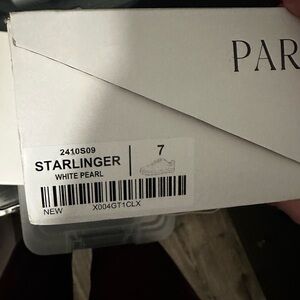 PAR
2410S09
STARLINGER
7
WHITE PEARL
NEW
X004GT1CLX